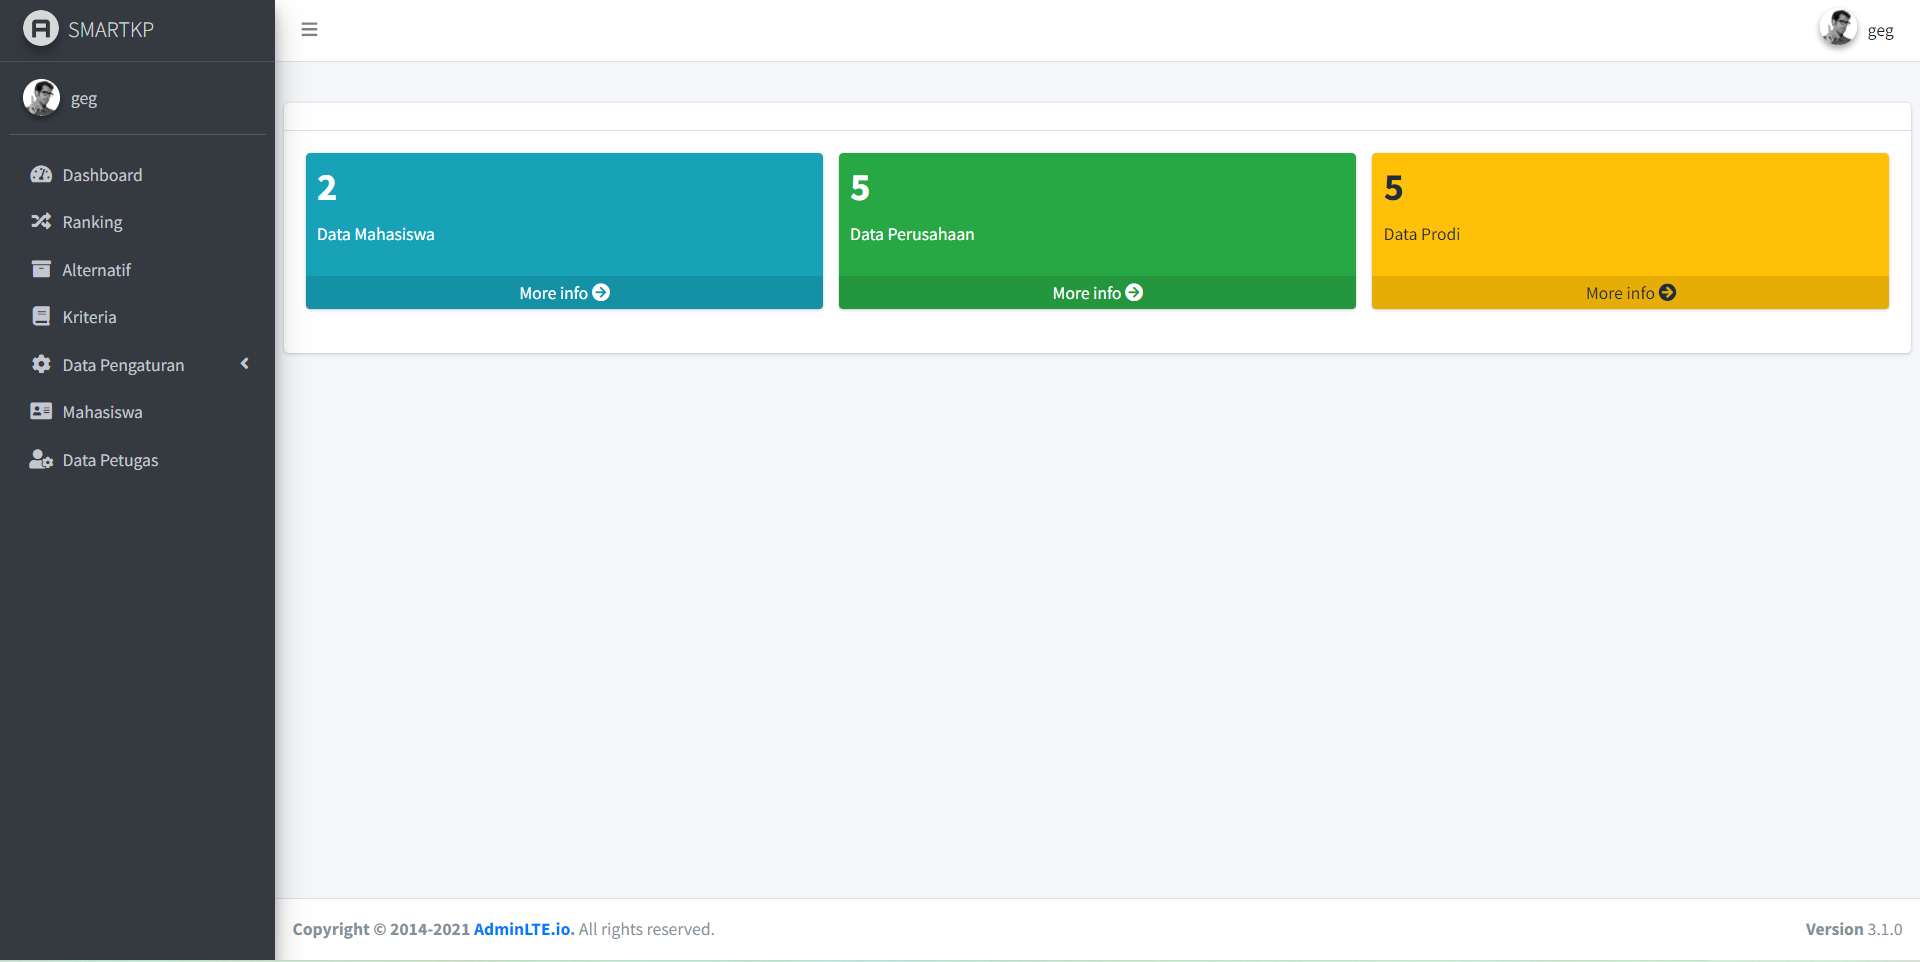 SMARTKP
geg
geg
Dashboard
Ranking
Alternatif
Kriteria
Data Pengaturan
Mahasiswa
Data Petugas
2
Data Mahasiswa
More info
5
Data Perusahaan
More info
5
Data Prodi
More info
Copyright © 2014-2021 AdminLTE.io. All rights reserved.
Version 3.1.0